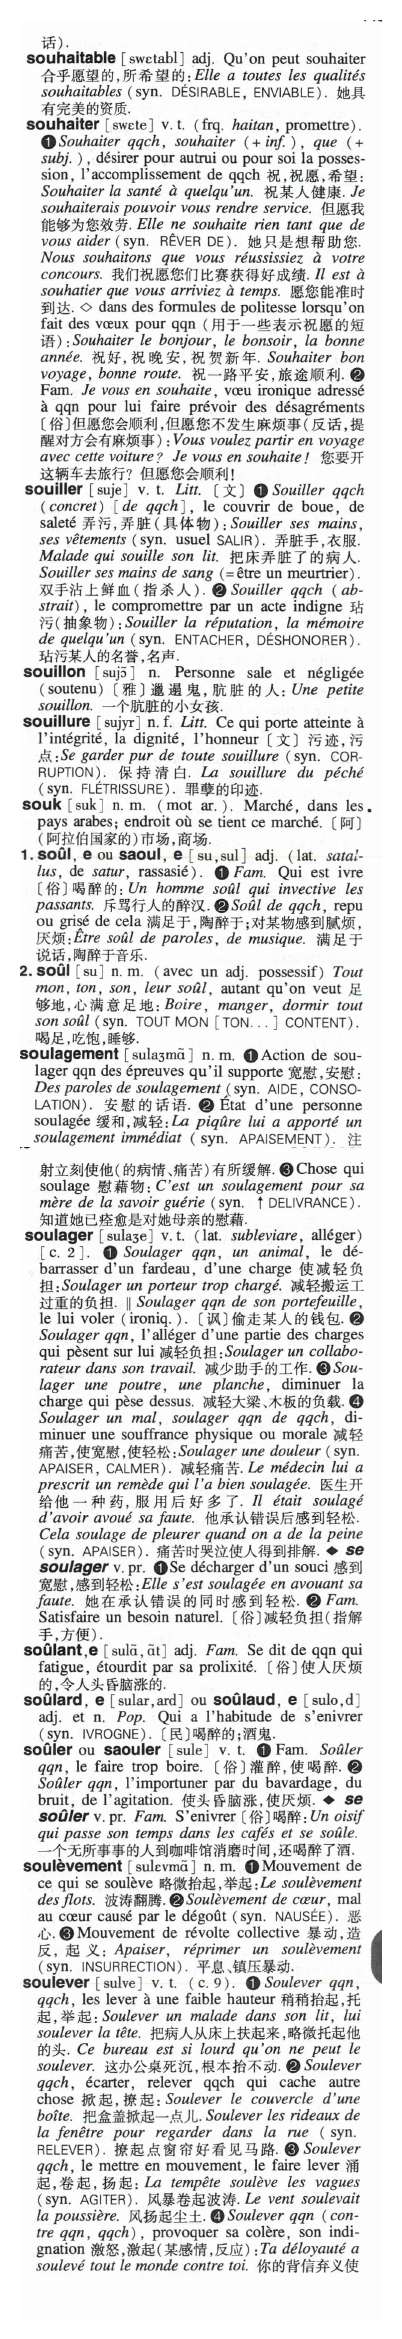 话).
souhaitable [swɛtabl] adj. Qu'on peut souhaiter
合乎愿望的,所希望的:Elle a toutes les qualités
souhaitables (syn. DÉSIRABLE, ENVIABLE). 她具
有完美的资质.
souhaiter [swɛte] v. t. (frq. haitan, promettre).
❶ Souhaiter qqch, souhaiter (+ inf.), que (+
subj.), désirer pour autrui ou pour soi la posses-
sion, l'accomplissement de qqch 祝,祝愿,希望:
Souhaiter la santé à quelqu'un. 祝某人健康. Je
souhaiterais pouvoir vous rendre service. 但愿我
能够为您效劳. Elle ne souhaite rien tant que de
vous aider (syn. RÊVER DE). 她只是想帮助您.
Nous souhaitons que vous réussissiez à votre
concours. 我们祝愿您们比赛获得好成绩. Il est à
souhatier que vous arriviez à temps. 愿您能准时
到达. ◇ dans des formules de politesse lorsqu'on
fait des vœux pour qqn (用于一些表示祝愿的短
语):Souhaiter le bonjour, le bonsoir, la bonne
année. 祝好,祝晚安,祝贺新年. Souhaiter bon
voyage, bonne route. 祝一路平安,旅途顺利. ❷
Fam. Je vous en souhaite, vœu ironique adressé
à qqn pour lui faire prévoir des désagréments
〔俗〕但愿您会顺利,但愿您不发生麻烦事(反话,提
醒对方会有麻烦事):Vous voulez partir en voyage
avec cette voiture? Je vous en souhaite! 您要开
这辆车去旅行? 但愿您会顺利!
souiller [suje] v. t. Litt. 〔文〕 ❶ Souiller qqch
(concret) [de qqch], le couvrir de boue, de
saleté 弄污,弄脏(具体物):Souiller ses mains,
ses vêtements (syn. usuel SALIR). 弄脏手,衣服.
Malade qui souille son lit. 把床弄脏了的病人.
Souiller ses mains de sang (= être un meurtrier).
双手沾上鲜血(指杀人). ❷ Souiller qqch (ab-
strait), le compromettre par un acte indigne 玷
污(抽象物):Souiller la réputation, la mémoire
de quelqu'un (syn. ENTACHER, DÉSHONORER).
玷污某人的名誉,名声.
souillon [sujɔ̃] n. Personne sale et négligée
(soutenu)〔雅〕邋遢鬼,肮脏的人:Une petite
souillon. 一个肮脏的小女孩.
souillure [sujyr] n. f. Litt. Ce qui porte atteinte à
l'intégrité, la dignité, l'honneur〔文〕污迹,污
点:Se garder pur de toute souillure (syn. COR-
RUPTION). 保持清白. La souillure du péché
(syn. FLÉTRISSURE). 罪孽的印迹.
souk [suk] n. m. (mot ar.). Marché, dans les
pays arabes; endroit où se tient ce marché. 〔阿〕
(阿拉伯国家的)市场,商场.
1. soûl, e ou saoul, e [su,sul] adj. (lat. satul-
lus, de satur, rassasié). ❶ Fam. Qui est ivre
〔俗〕喝醉的:Un homme soûl qui invective les
passants. 斥骂行人的醉汉. ❷ Soûl de qqch, repu
ou grisé de cela 满足于,陶醉于;对某物感到腻烦,
厌烦:Être soûl de paroles, de musique. 满足于
说话,陶醉于音乐.
2. soûl [su] n. m. (avec un adj. possessif) Tout
mon, ton, son, leur soûl, autant qu'on veut 足
够地,心满意足地:Boire, manger, dormir tout
son soûl (syn. TOUT MON [TON...] CONTENT).
喝足,吃饱,睡够.
soulagement [sulaʒmɑ̃] n. m. ❶ Action de sou-
lager qqn des épreuves qu'il supporte 宽慰,安慰:
Des paroles de soulagement (syn. AIDE, CONSO-
LATION). 安慰的话语. ❷ État d'une personne
soulagée 缓和,减轻:La piqûre lui a apporté un
soulagement immédiat (syn. APAISEMENT). 注
射立刻使他(的病情、痛苦)有所缓解. ❸ Chose qui
soulage 慰藉物:C'est un soulagement pour sa
mère de la savoir guérie (syn. ↑ DELIVRANCE).
知道她已痊愈是对她母亲的慰藉.
soulager [sulaʒe] v. t. (lat. subleviare, alléger)
[c. 2]. ❶ Soulager qqn, un animal, le dé-
barrasser d'un fardeau, d'une charge 使减轻负
担:Soulager un porteur trop chargé. 减轻搬运工
过重的负担. ‖ Soulager qqn de son portefeuille,
le lui voler (ironiq.). 〔讽〕偷走某人的钱包. ❷
Soulager qqn, l'alléger d'une partie des charges
qui pèsent sur lui 减轻负担:Soulager un collabo-
rateur dans son travail. 减少助手的工作. ❸ Sou-
lager une poutre, une planche, diminuer la
charge qui pèse dessus. 减轻大梁、木板的负载. ❹
Soulager un mal, soulager qqn de qqch, di-
minuer une souffrance physique ou morale 减轻
痛苦,使宽慰,使轻松:Soulager une douleur (syn.
APAISER, CALMER). 减轻痛苦. Le médecin lui a
prescrit un remède qui l'a bien soulagée. 医生开
给他一种药,服用后好多了. Il était soulagé
d'avoir avoué sa faute. 他承认错误后感到轻松.
Cela soulage de pleurer quand on a de la peine
(syn. APAISER). 痛苦时哭泣使人得到排解. ◆ se
soulager v. pr. ❶ Se décharger d'un souci 感到
宽慰,感到轻松:Elle s'est soulagée en avouant sa
faute. 她在承认错误的同时感到轻松. ❷ Fam.
Satisfaire un besoin naturel. 〔俗〕减轻负担(指解
手,方便).
soûlant,e [sulɑ̃,ɑ̃t] adj. Fam. Se dit de qqn qui
fatigue, étourdit par sa prolixité. 〔俗〕使人厌烦
的,令人头昏脑涨的.
soûlard, e [sular,ard] ou soûlaud, e [sulo,d]
adj. et n. Pop. Qui a l'habitude de s'enivrer
(syn. IVROGNE). 〔民〕喝醉的;酒鬼.
soûler ou saouler [sule] v. t. ❶ Fam. Soûler
qqn, le faire trop boire. 〔俗〕灌醉,使喝醉. ❷
Soûler qqn, l'importuner par du bavardage, du
bruit, de l'agitation. 使头昏脑涨,使厌烦. ◆ se
soûler v. pr. Fam. S'enivrer〔俗〕喝醉:Un oisif
qui passe son temps dans les cafés et se soûle.
一个无所事事的人到咖啡馆消磨时间,还喝醉了酒.
soulèvement [sulɛvmɑ̃] n. m. ❶ Mouvement de
ce qui se soulève 略微抬起,举起:Le soulèvement
des flots. 波涛翻腾. ❷ Soulèvement de cœur, mal
au cœur causé par le dégoût (syn. NAUSÉE). 恶
心. ❸ Mouvement de révolte collective 暴动,造
反,起义: Apaiser, réprimer un soulèvement
(syn. INSURRECTION). 平息、镇压暴动.
soulever [sulve] v. t. (c. 9). ❶ Soulever qqn,
qqch, les lever à une faible hauteur 稍稍抬起,托
起,举起:Soulever un malade dans son lit, lui
soulever la tête. 把病人从床上扶起来,略微托起他
的头. Ce bureau est si lourd qu'on ne peut le
soulever. 这办公桌死沉,根本抬不动. ❷ Soulever
qqch, écarter, relever qqch qui cache autre
chose 掀起,撩起: Soulever le couvercle d'une
boîte. 把盒盖掀起一点儿. Soulever les rideaux de
la fenêtre pour regarder dans la rue (syn.
RELEVER). 撩起点窗帘好看见马路. ❸ Soulever
qqch, le mettre en mouvement, le faire lever 涌
起,卷起,扬起: La tempête soulève les vagues
(syn. AGITER). 风暴卷起波涛. Le vent soulevait
la poussière. 风扬起尘土. ❹ Soulever qqn (con-
tre qqn, qqch), provoquer sa colère, son indi-
gnation 激怒,激起(某感情,反应):Ta déloyauté a
soulevé tout le monde contre toi. 你的背信弃义使